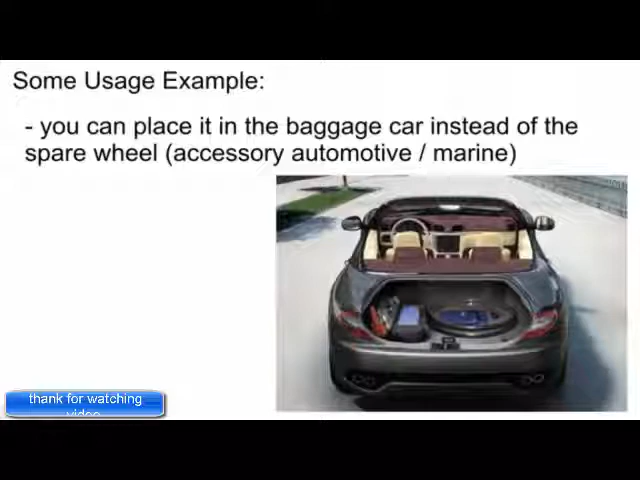 Some Usage Example:
- you can place it in the baggage car instead of the
spare wheel (accessory automotive / marine)
thank for watching
video